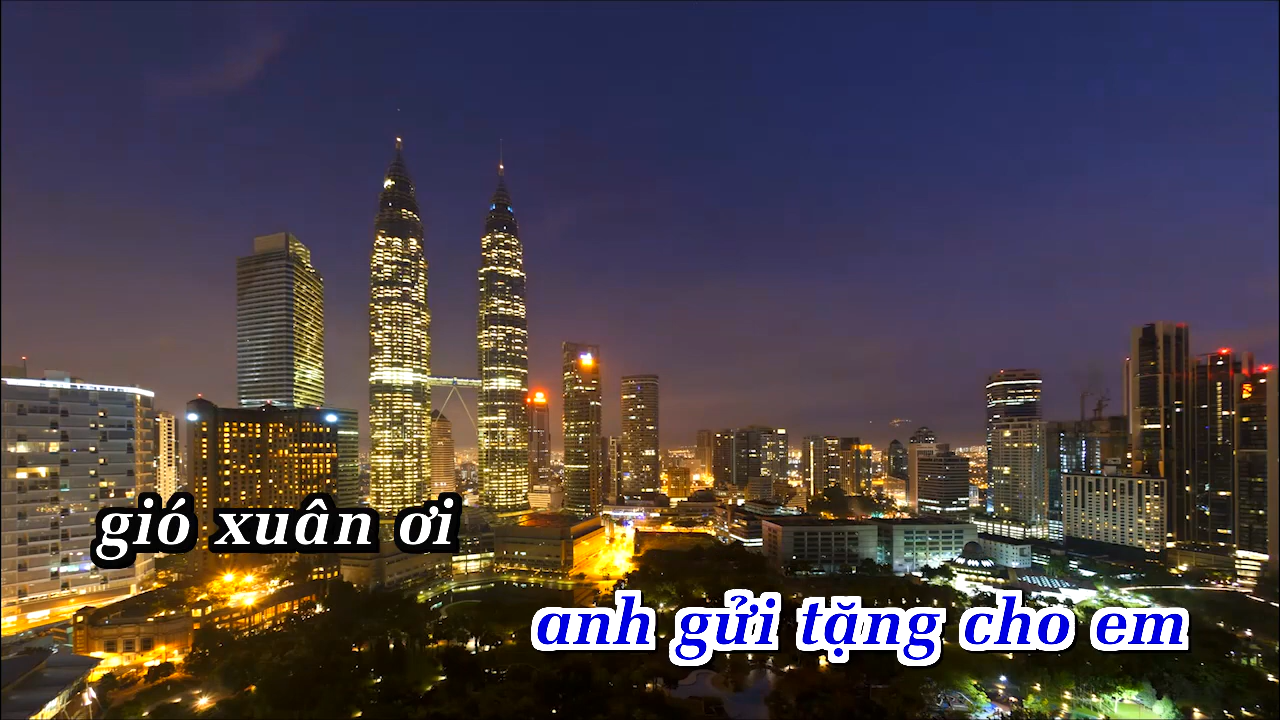 gió xuân ơi
anh gửi tặng cho em